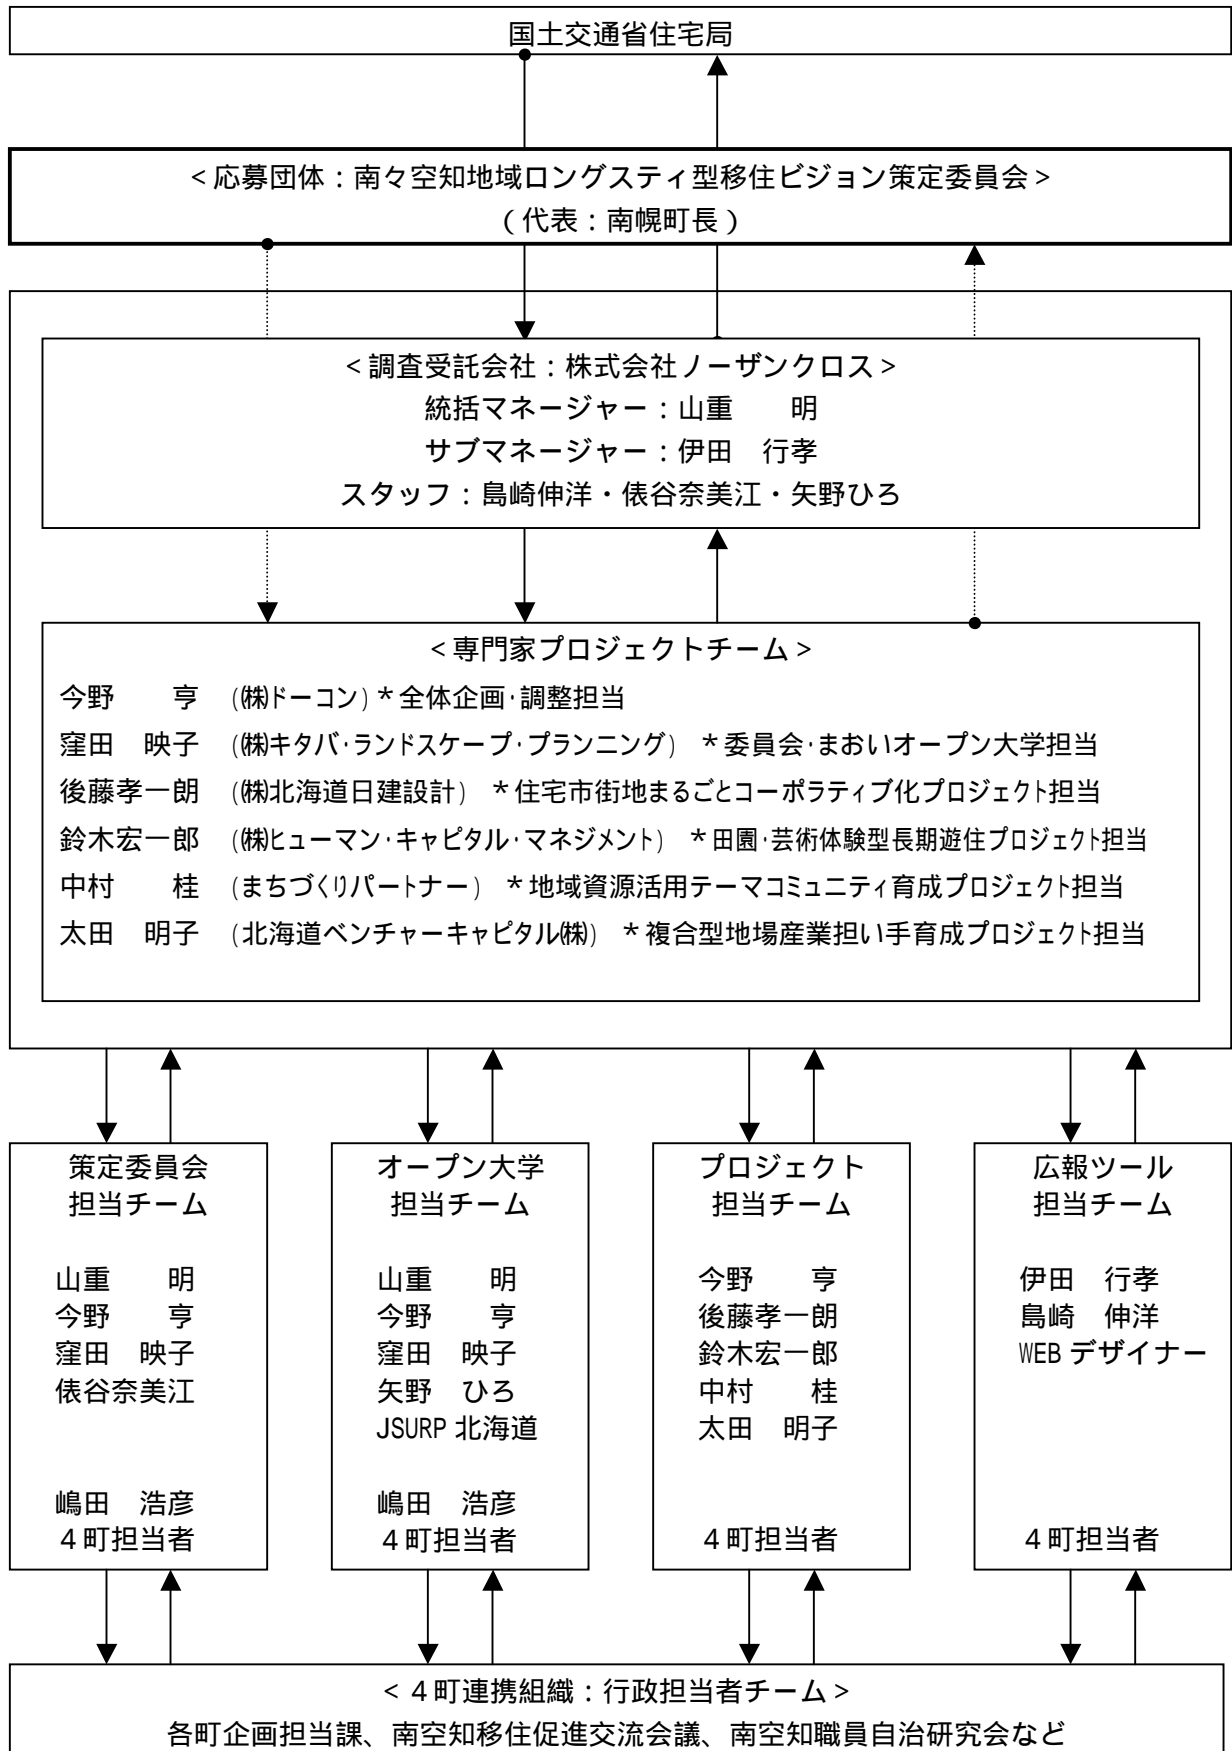 国土交通省住宅局
＜応募団体：南々空知地域ロングスティ型移住ビジョン策定委員会＞
（代表：南幌町長）
＜調査受託会社：株式会社ノーザンクロス＞
統括マネージャー：山重　　明
サブマネージャー：伊田　行孝
スタッフ：島崎伸洋・俵谷奈美江・矢野ひろ
＜専門家プロジェクトチーム＞
今野　　亨　(㈱ドーコン) ＊全体企画・調整担当
窪田　映子　(㈱キタバ・ランドスケープ・プランニング)　＊委員会・まおいオープン大学担当
後藤孝一朗　(㈱北海道日建設計)　＊住宅市街地まるごとコーポラティブ化プロジェクト担当
鈴木宏一郎　(㈱ヒューマン・キャピタル・マネジメント)　＊田園・芸術体験型長期遊住プロジェクト担当
中村　　桂　(まちづくりパートナー)　＊地域資源活用テーマコミュニティ育成プロジェクト担当
太田　明子　(北海道ベンチャーキャピタル㈱)　＊複合型地場産業担い手育成プロジェクト担当
策定委員会
担当チーム
山重　　明
今野　　亨
窪田　映子
俵谷奈美江
嶋田　浩彦
４町担当者
オープン大学
担当チーム
山重　　明
今野　　亨
窪田　映子
矢野　ひろ
JSURP 北海道
嶋田　浩彦
４町担当者
プロジェクト
担当チーム
今野　　亨
後藤孝一朗
鈴木宏一郎
中村　　桂
太田　明子
４町担当者
広報ツール
担当チーム
伊田　行孝
島崎　伸洋
WEB デザイナー
４町担当者
＜４町連携組織：行政担当者チーム＞
各町企画担当課、南空知移住促進交流会議、南空知職員自治研究会など